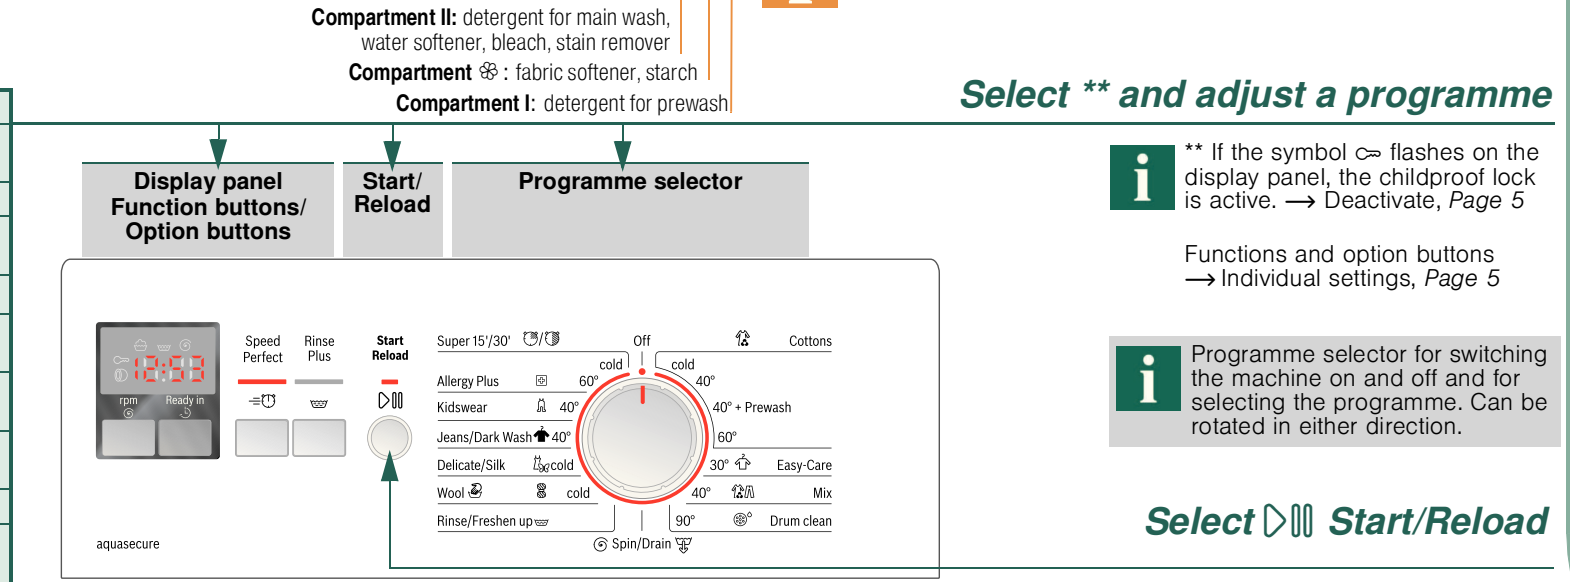 Compartment II: detergent for main wash,
water softener, bleach, stain remover
Compartment : fabric softener, starch
Compartment I: detergent for prewash
Select ** and adjust a programme
Display panel
Function buttons/
Option buttons
Start/
Reload
Programme selector
** If the symbol flashes on the
display panel, the childproof lock
is active. → Deactivate, Page 5
Functions and option buttons
→ Individual settings, Page 5
i
Programme selector for switching
the machine on and off and for
selecting the programme. Can be
rotated in either direction.
i
Select Start/Reload
12:53
rpm
Ready in
Speed
Perfect
Rinse
Plus
Start
Reload
Super 15'/30'
cold
Allergy Plus 60°
Kidswear 40°
Jeans/Dark Wash 40°
Delicate/Silk cold
Wool cold
Rinse/Freshen up
Off
Cottons
cold
40°
40° + Prewash
60°
30° Easy-Care
40° Mix
90° Drum clean
Spin/Drain
aquasecure